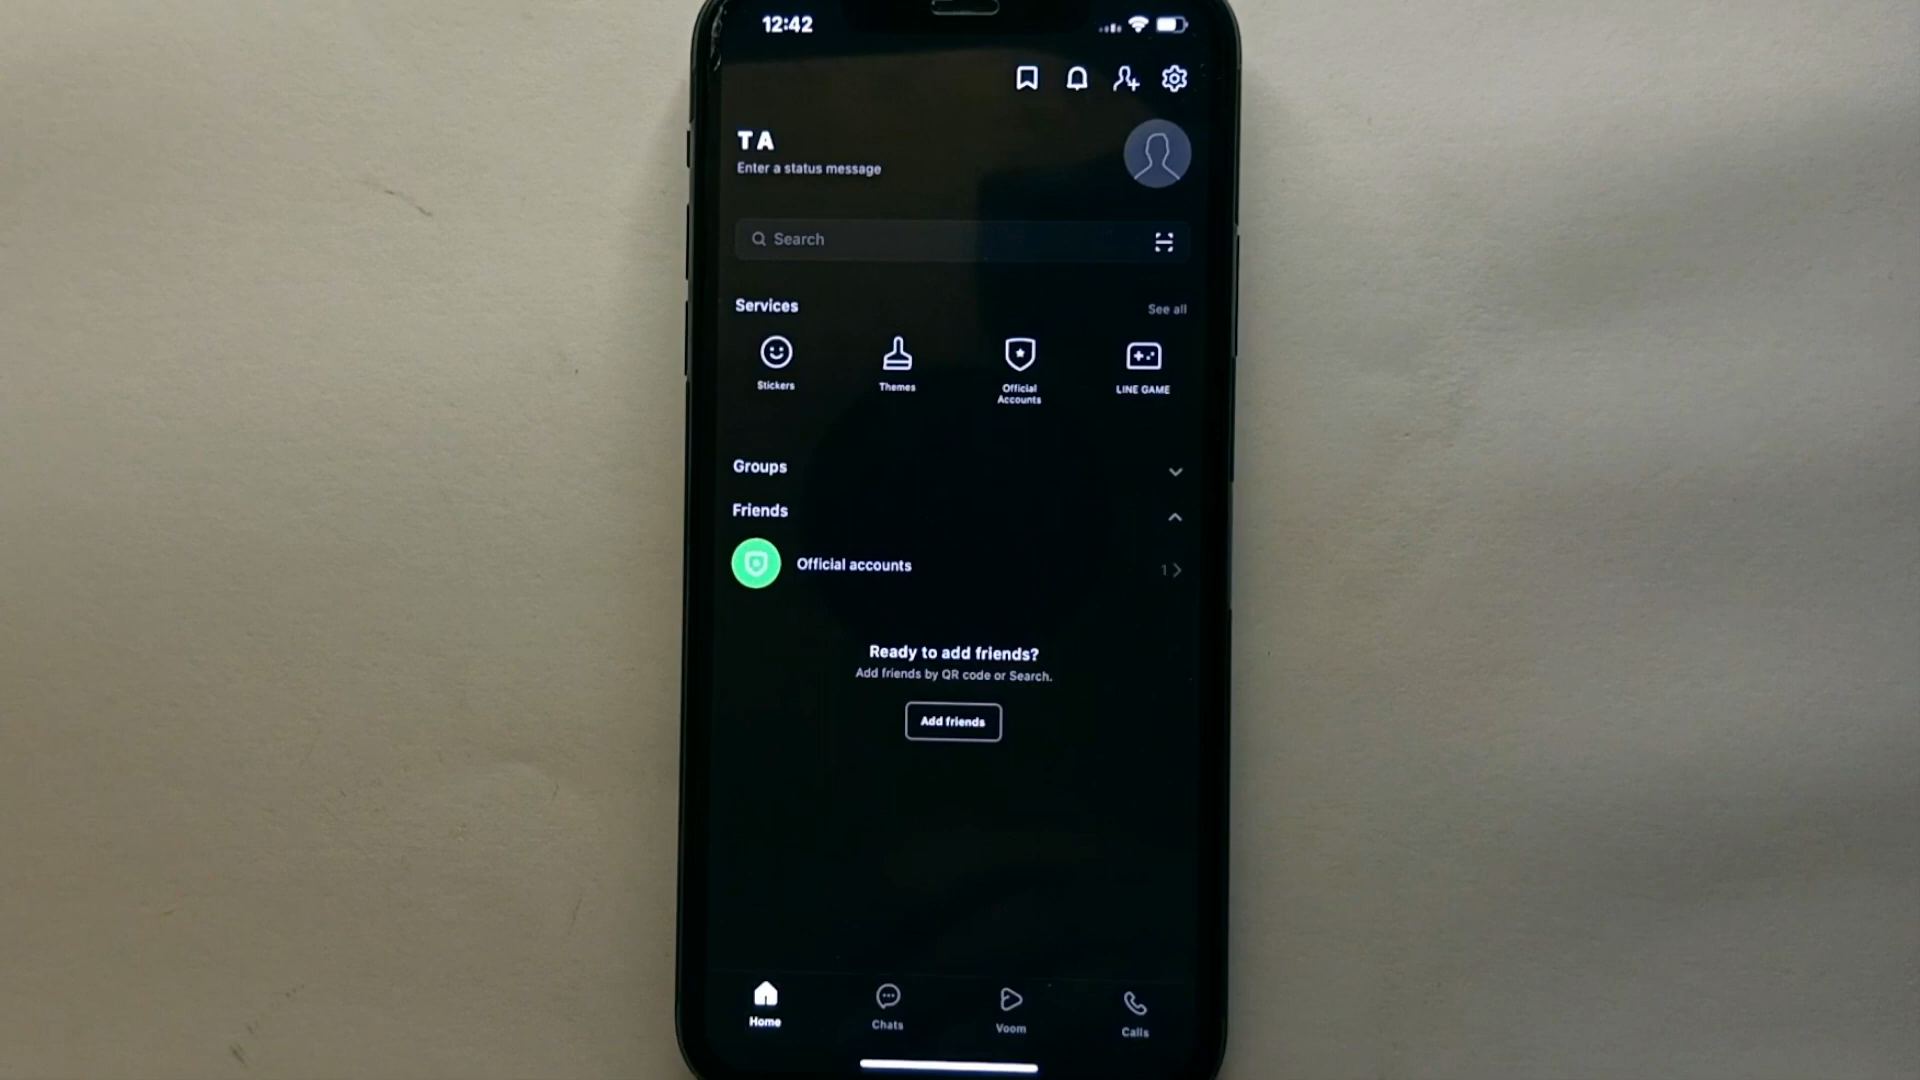 12:42
T A
Enter a status message
Search
Services
See all
Stickers
Themes
Official
Accounts
LINE GAME
Groups
Friends
Official accounts
1
Ready to add friends?
Add friends by QR code or Search.
Add friends
Home
Chats
Voom
Calls